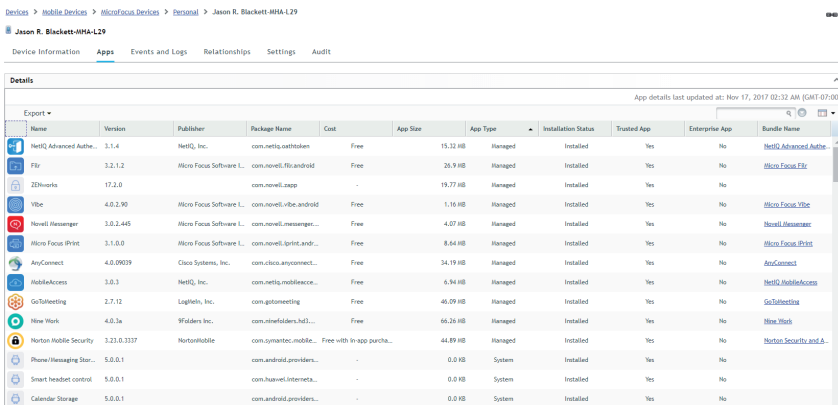 Devices > Mobile Devices > MicroFocus Devices > Personal > Jason R. Blackett-MHA-L29
Jason R. Blackett-MHA-L29
Device Information Apps Events and Logs Relationships Settings Audit
Details
App details last updated at: Nov 17, 2017 02:32 AM (GMT-07:00
Export
Name Version Publisher Package Name Cost App Size App Type Installation Status Trusted App Enterprise App Bundle Name
NetIQ Advanced Authe... 3.1.4 NetIQ, Inc. com.netiq.oathtoken Free 15.32 MB Managed Installed Yes No NetIQ Advanced Authe...
Filr 3.2.1.2 Micro Focus Software I... com.novell.filr.android Free 26.9 MB Managed Installed Yes No Micro Focus Filr
ZENworks 17.2.0 com.novell.zapp - 19.77 MB Managed Installed Yes No
Vibe 4.0.2.90 Micro Focus Software I... com.novell.vibe.android Free 1.16 MB Managed Installed Yes No Micro Focus Vibe
Novell Messenger 3.0.2.445 Micro Focus Software I... com.novell.messenger.... Free 4.07 MB Managed Installed Yes No Novell Messenger
Micro Focus iPrint 3.1.0.0 Micro Focus Software I... com.novell.iprint.andr... Free 8.64 MB Managed Installed Yes No Micro Focus iPrint
AnyConnect 4.0.09039 Cisco Systems, Inc. com.cisco.anyconnect... Free 34.19 MB Managed Installed Yes No AnyConnect
MobileAccess 3.0.3 NetIQ, Inc. com.netiq.mobileacce... Free 6.94 MB Managed Installed Yes No NetIQ MobileAccess
GoToMeeting 2.7.12 LogMeIn, Inc. com.gotomeeting Free 46.09 MB Managed Installed Yes No GoToMeeting
Nine Work 4.0.3a 9Folders Inc. com.ninefolders.hd3.... Free 66.26 MB Managed Installed Yes No Nine Work
Norton Mobile Security 3.23.0.3337 NortonMobile com.symantec.mobile... Free with in-app purcha... 44.89 MB Managed Installed Yes No Norton Security and A...
Phone/Messaging Stor... 5.0.0.1 com.android.providers... - 0.0 KB System Installed Yes No
Smart headset control 5.0.0.1 com.huawei.interneta... - 0.0 KB System Installed Yes No
Calendar Storage 5.0.0.1 com.android.providers... - 0.0 KB System Installed Yes No